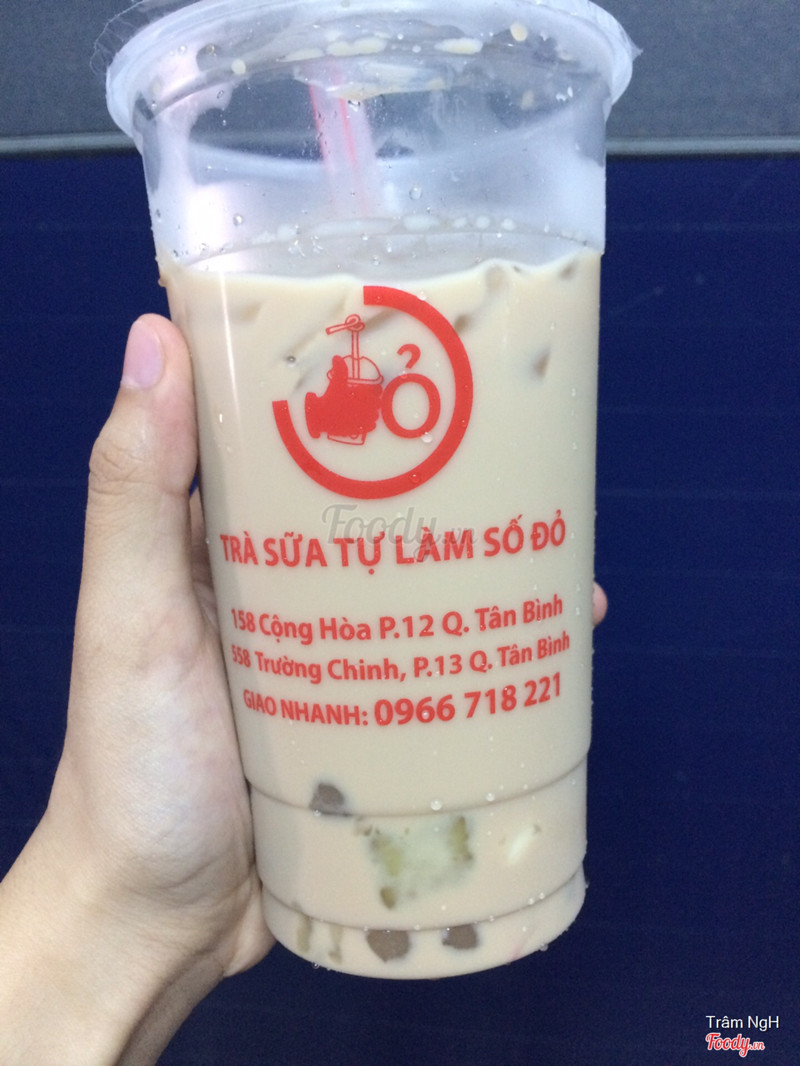 Ỏ
Foody.vn
TRÀ SỮA TỰ LÀM SỐ ĐỎ
158 Cộng Hòa P.12 Q. Tân Bình
558 Trường Chinh, P.13 Q. Tân Bình
GIAO NHANH: 0966 718 221
Trâm NgH
Foody.vn